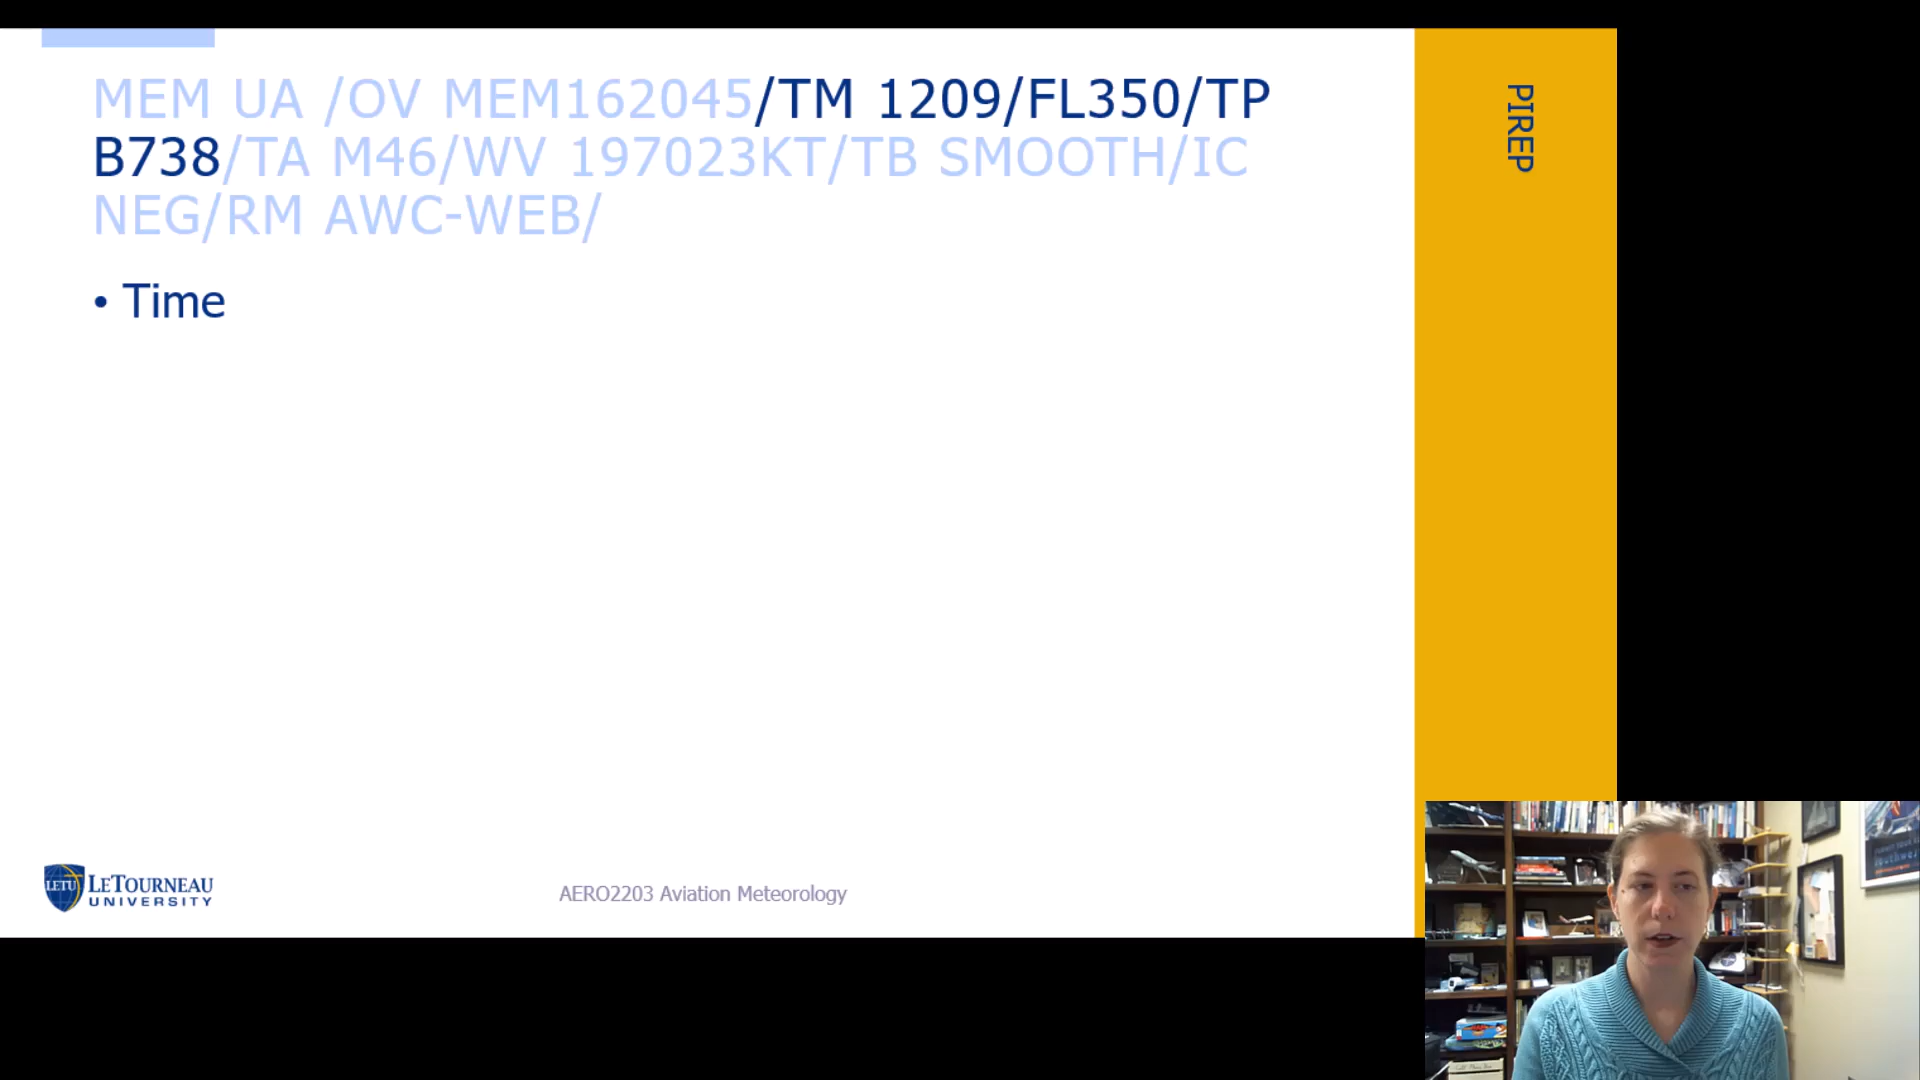 MEM UA /OV MEM162045/TM 1209/FL350/TP
B738/TA M46/WV 197023KT/TB SMOOTH/IC
NEG/RM AWC-WEB/
• Time
PIREP
LETU
LETOURNEAU
UNIVERSITY
AERO2203 Aviation Meteorology